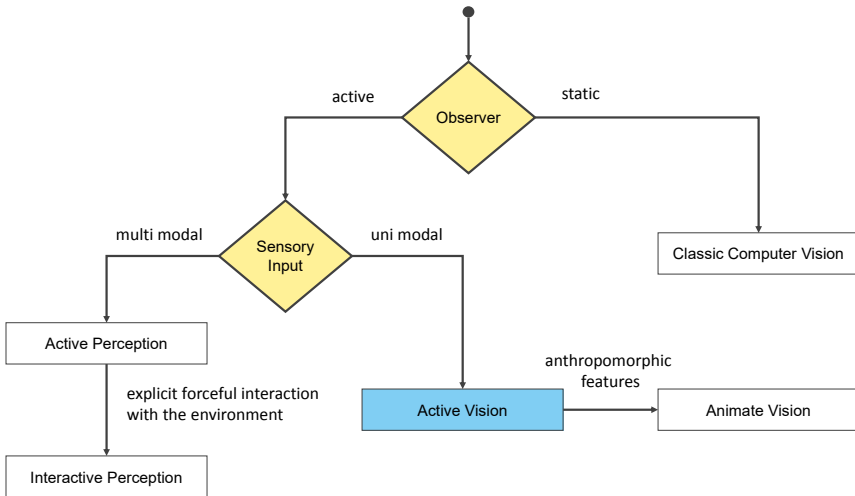 active
static
Observer
multi modal
Sensory
Input
uni modal
Classic Computer Vision
Active Perception
anthropomorphic
features
explicit forceful interaction
with the environment
Active Vision
Animate Vision
Interactive Perception